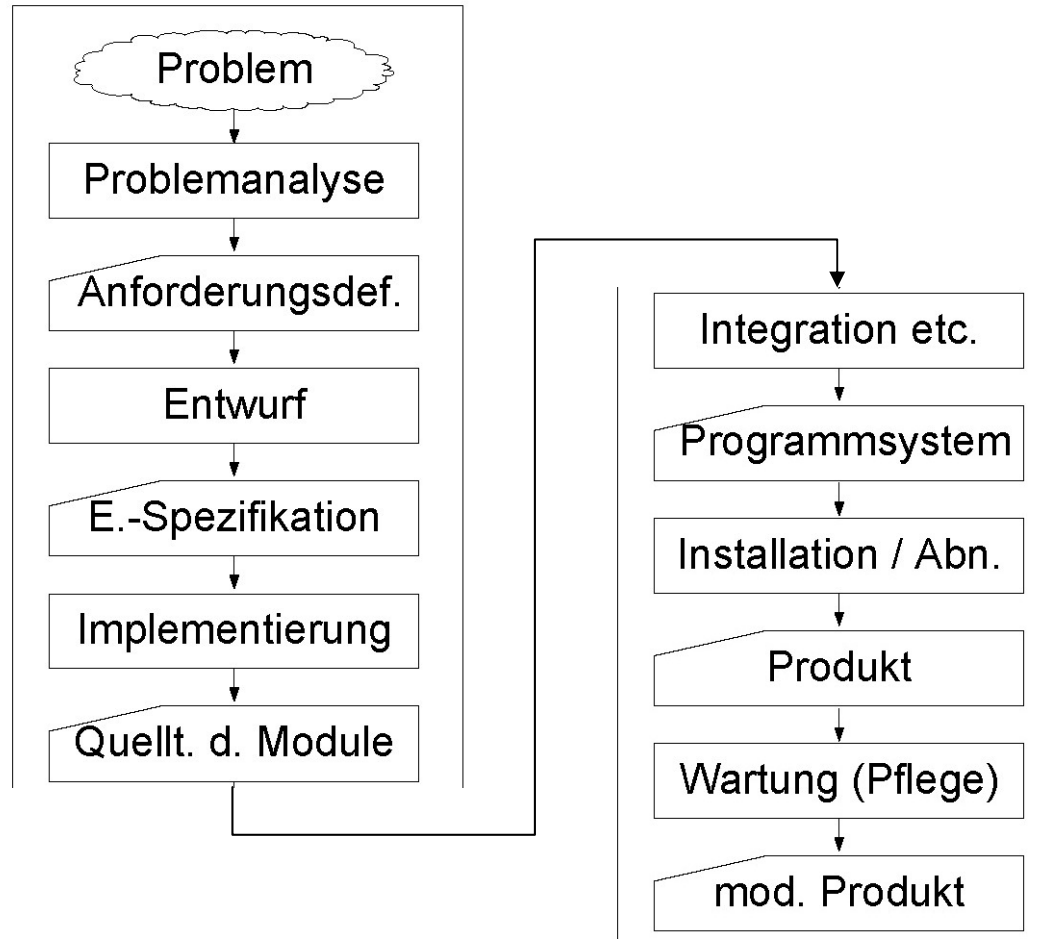 Problem
Problemanalyse
Anforderungsdef.
Entwurf
E.-Spezifikation
Implementierung
Quellt. d. Module
Integration etc.
Programmsystem
Installation / Abn.
Produkt
Wartung (Pflege)
mod. Produkt